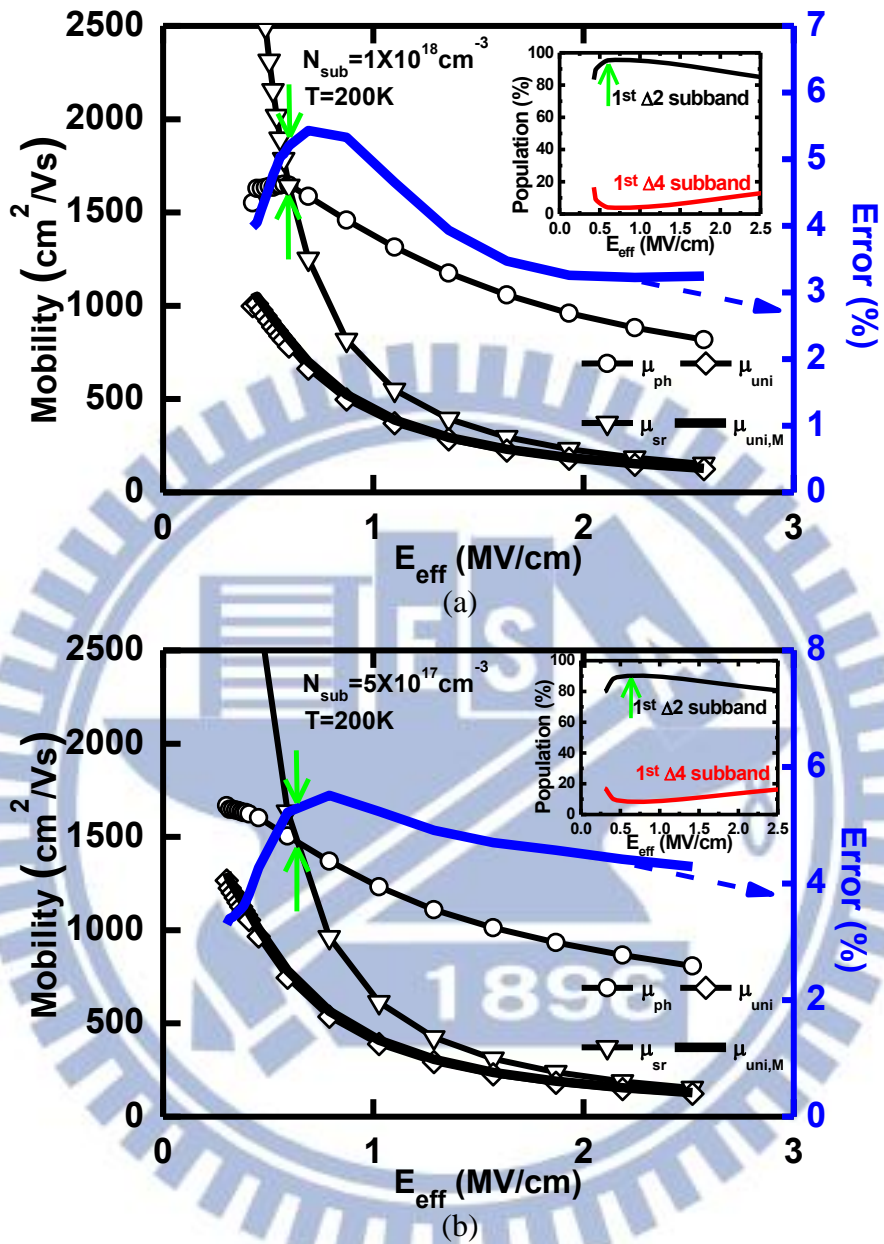 N_sub=1X10^18cm^-3
T=200K
Mobility (cm^2/Vs)
2500
2000
1500
1000
500
0
0 1 2 3
E_eff (MV/cm)
7
6
5
4
3
2
1
0
Error (%)
Population (%)
100
80
60
40
20
0
1st Δ2 subband
1st Δ4 subband
0.0 0.5 1.0 1.5 2.0 2.5
E_eff (MV/cm)
μ_ph μ_uni
μ_sr μ_uni,M
(a)
N_sub=5X10^17cm^-3
T=200K
Mobility (cm^2/Vs)
2500
2000
1500
1000
500
0
0 1 2 3
E_eff (MV/cm)
8
6
4
2
0
Error (%)
Population (%)
100
80
60
40
20
0
1st Δ2 subband
1st Δ4 subband
0.0 0.5 1.0 1.5 2.0 2.5
E_eff (MV/cm)
μ_ph μ_uni
μ_sr μ_uni,M
(b)
E S A
1896